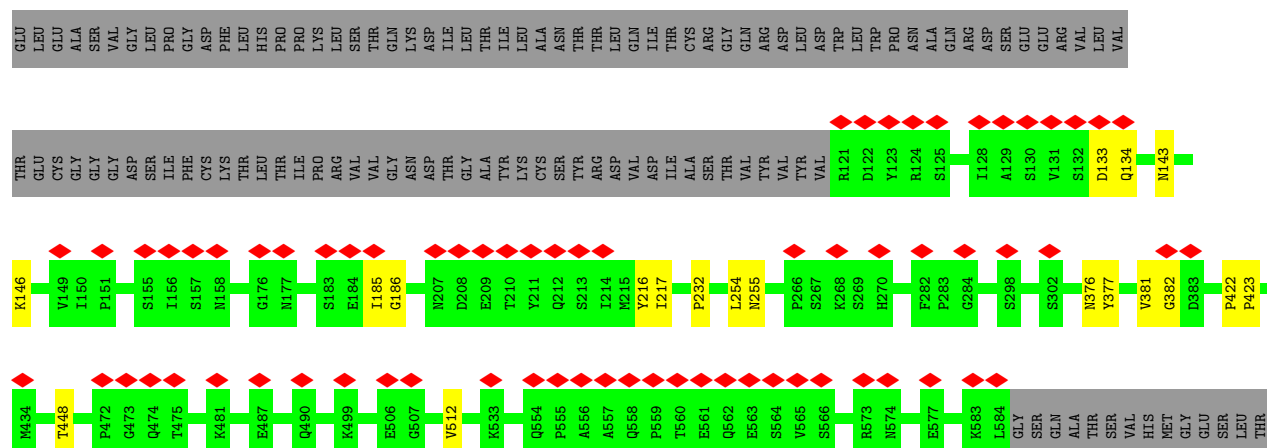 GLU LEU GLU ALA SER VAL GLY LEU PRO GLY ASP PHE LEU HIS PRO PRO LYS LEU SER THR GLN LYS ASP ILE LEU THR ILE LEU ALA ASN THR THR LEU GLN ILE THR CYS ARG GLY GLN ARG ASP LEU ASP TRP LEU TRP PRO ASN ALA GLN ARG ASP SER GLU GLU ARG VAL LEU VAL
THR GLU CYS GLY GLY GLY ASP SER ILE PHE CYS LYS THR LEU THR ILE PRO ARG VAL VAL GLY ASN ASP THR GLY ALA TYR LYS CYS SER TYR ARG ASP VAL ASP ILE ALA SER THR VAL TYR VAL TYR VAL R121 D122 Y123 R124 S125 I128 A129 S130 V131 S132 D133 Q134 N143
K146 V149 I150 P151 S155 I156 S157 N158 G176 N177 S183 E184 I185 G186 N207 D208 E209 T210 Y211 Q212 S213 I214 M215 Y216 I217 P232 L254 N255 P266 S267 K268 S269 H270 F282 P283 G284 S298 S302 N376 Y377 V381 G382 D383 P422 P423
M434 T448 P472 G473 Q474 T475 K481 E487 Q490 K499 E506 G507 V512 K533 Q554 P555 A556 A557 Q558 P559 T560 E561 Q562 E563 S564 V565 S566 R573 N574 E577 K583 L584 GLY SER GLN ALA THR SER VAL HIS MET GLY GLU SER LEU THR